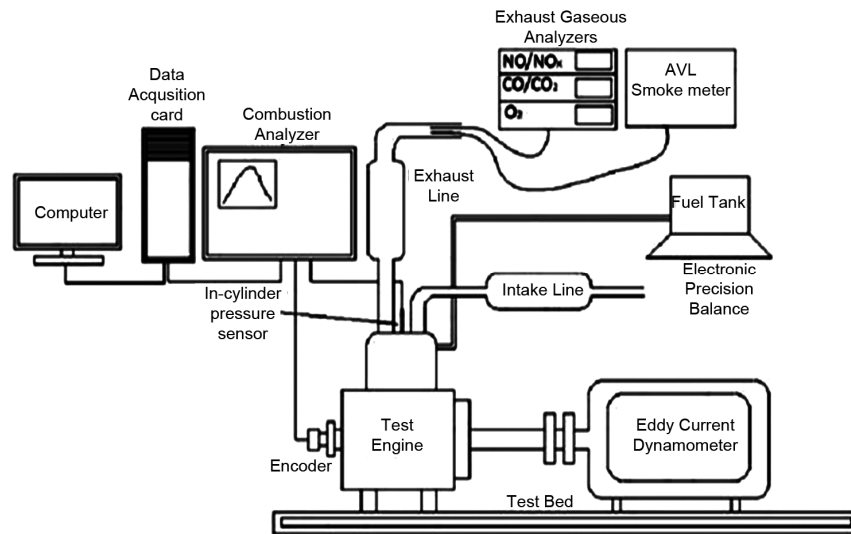 Exhaust Gaseous
Analyzers
NO/NOx
CO/CO2
O2
AVL
Smoke meter
Data
Acqusition
card
Combustion
Analyzer
Computer
Exhaust
Line
Fuel Tank
Electronic
Precision
Balance
In-cylinder
pressure
sensor
Intake Line
Test
Engine
Encoder
Eddy Current
Dynamometer
Test Bed